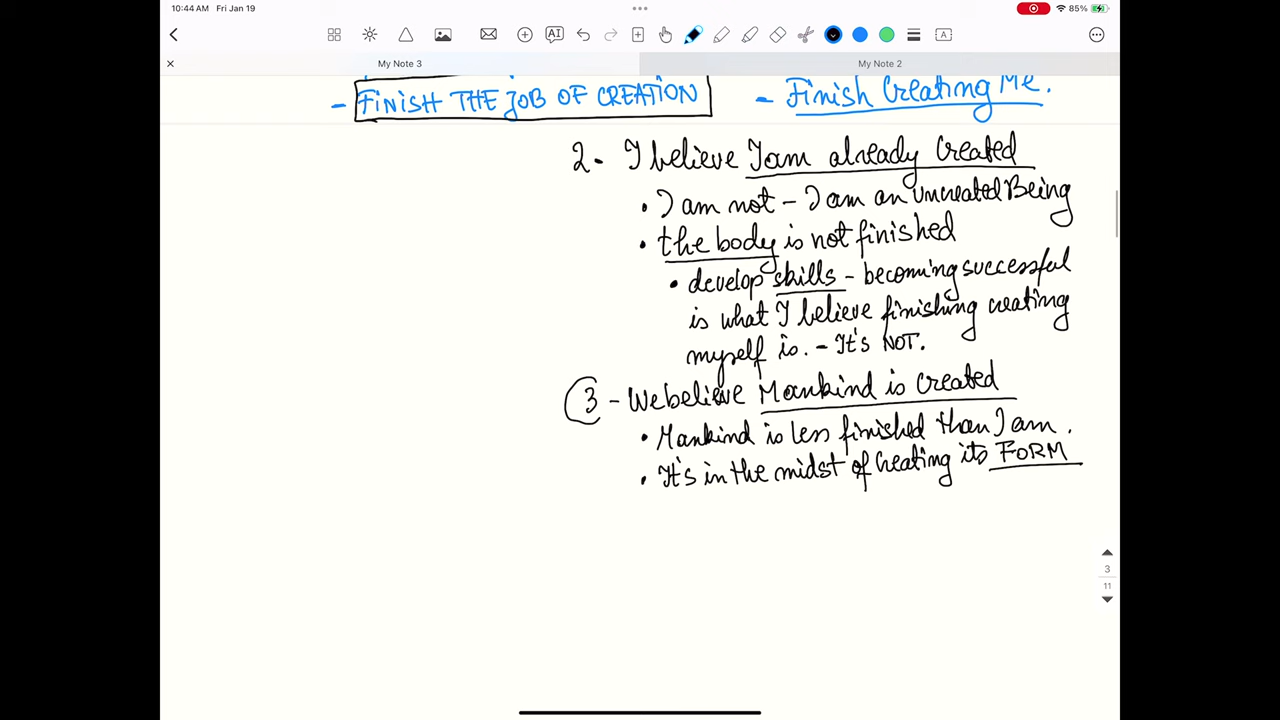 10:44 AM Fri Jan 19
85%
My Note 3
My Note 2
- FINISH THE JOB OF CREATION
- Finish Creating Me.
2. I believe I am already Created
• I am not - I am an uncreated Being
• the body is not finished
• develop skills - becoming successful
is what I believe finishing creating
myself is. - It's NOT.
3 - We believe Mankind is Created
• Mankind is less finished than I am.
• It's in the midst of creating its FORM
3
11